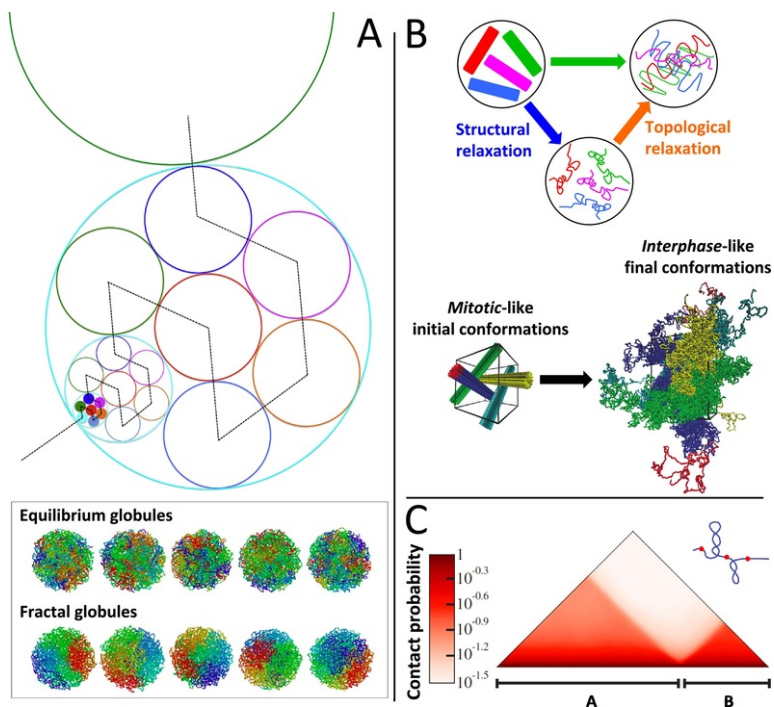 A
Equilibrium globules
Fractal globules
B
Structural
relaxation
Topological
relaxation
Mitotic-like
initial conformations
Interphase-like
final conformations
C
Contact probability
1
10^-0.3
10^-0.6
10^-0.9
10^-1.2
10^-1.5
A
B